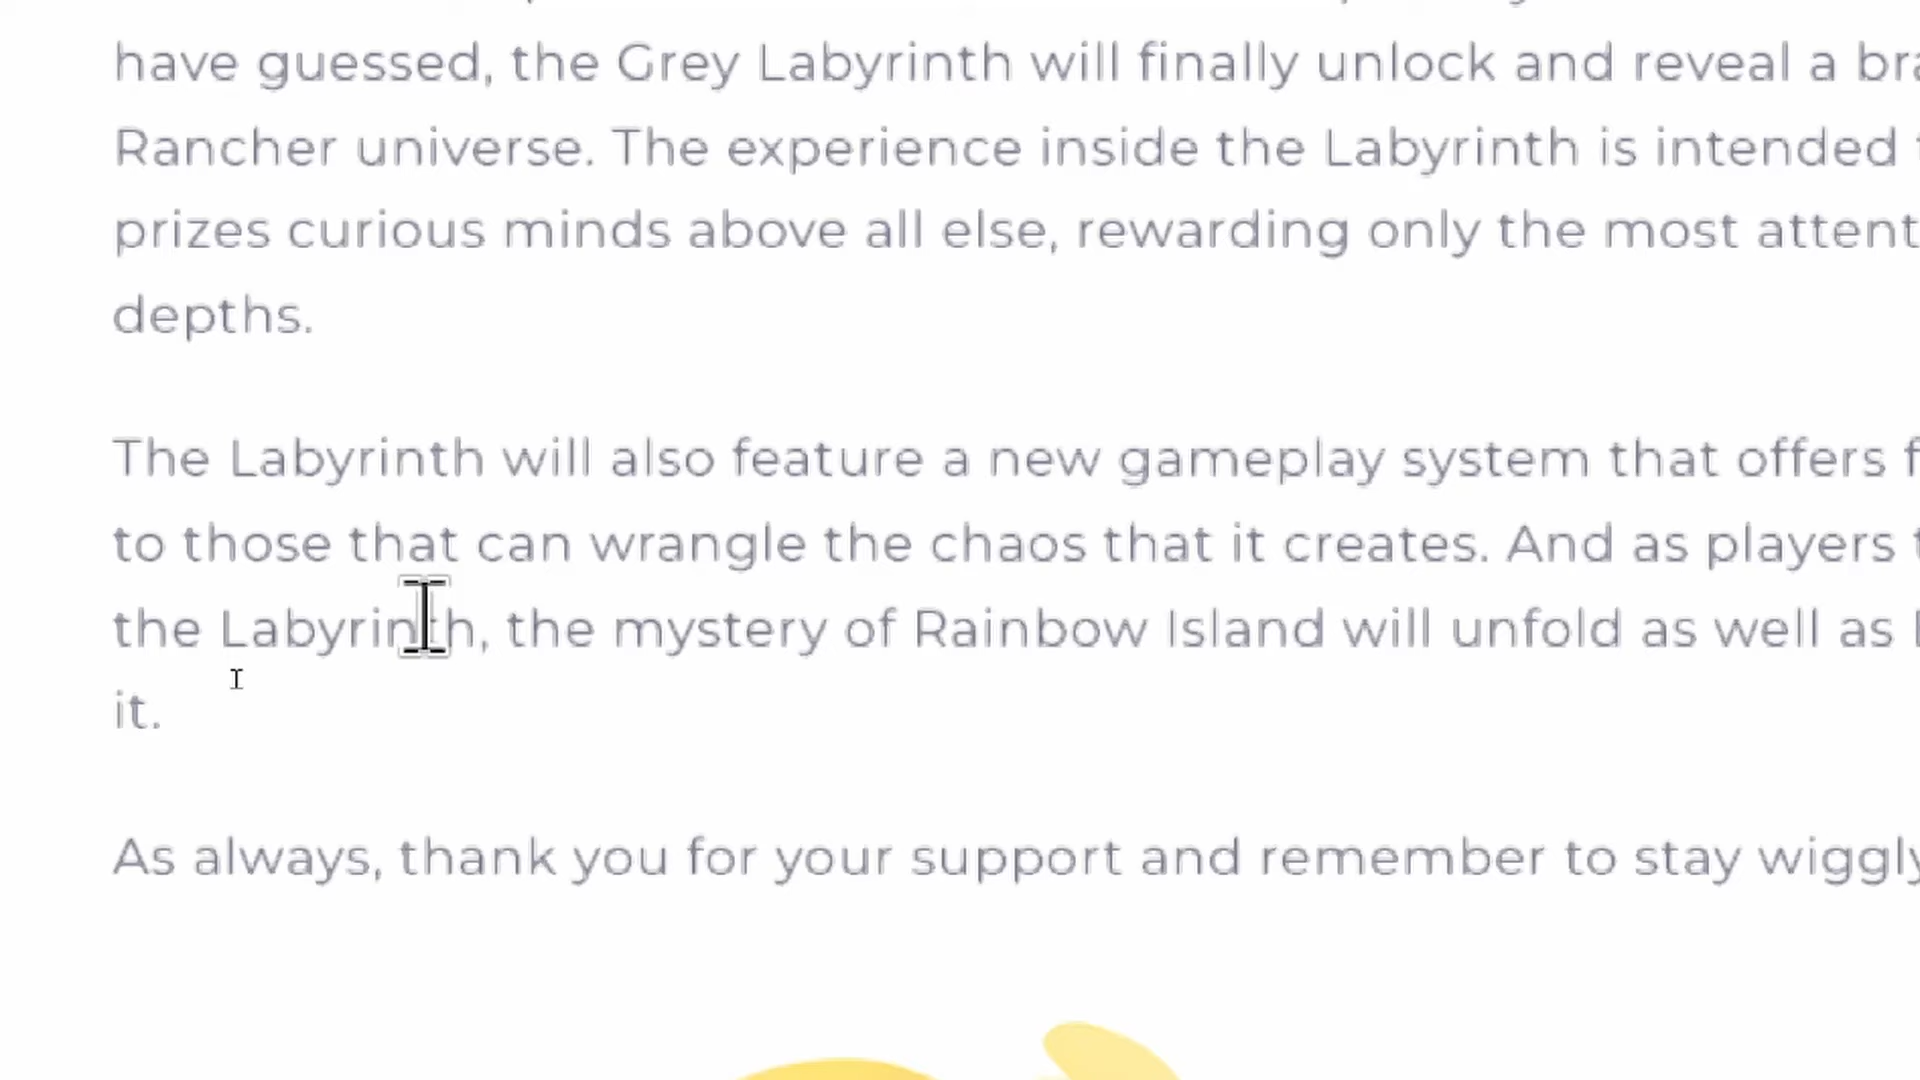 have guessed, the Grey Labyrinth will finally unlock and reveal a
Rancher universe. The experience inside the Labyrinth is intended
prizes curious minds above all else, rewarding only the most
depths.
The Labyrinth will also feature a new gameplay system that offers
to those that can wrangle the chaos that it creates. And as players
the Labyrinth, the mystery of Rainbow Island will unfold as well as
it.
As always, thank you for your support and remember to stay wiggly